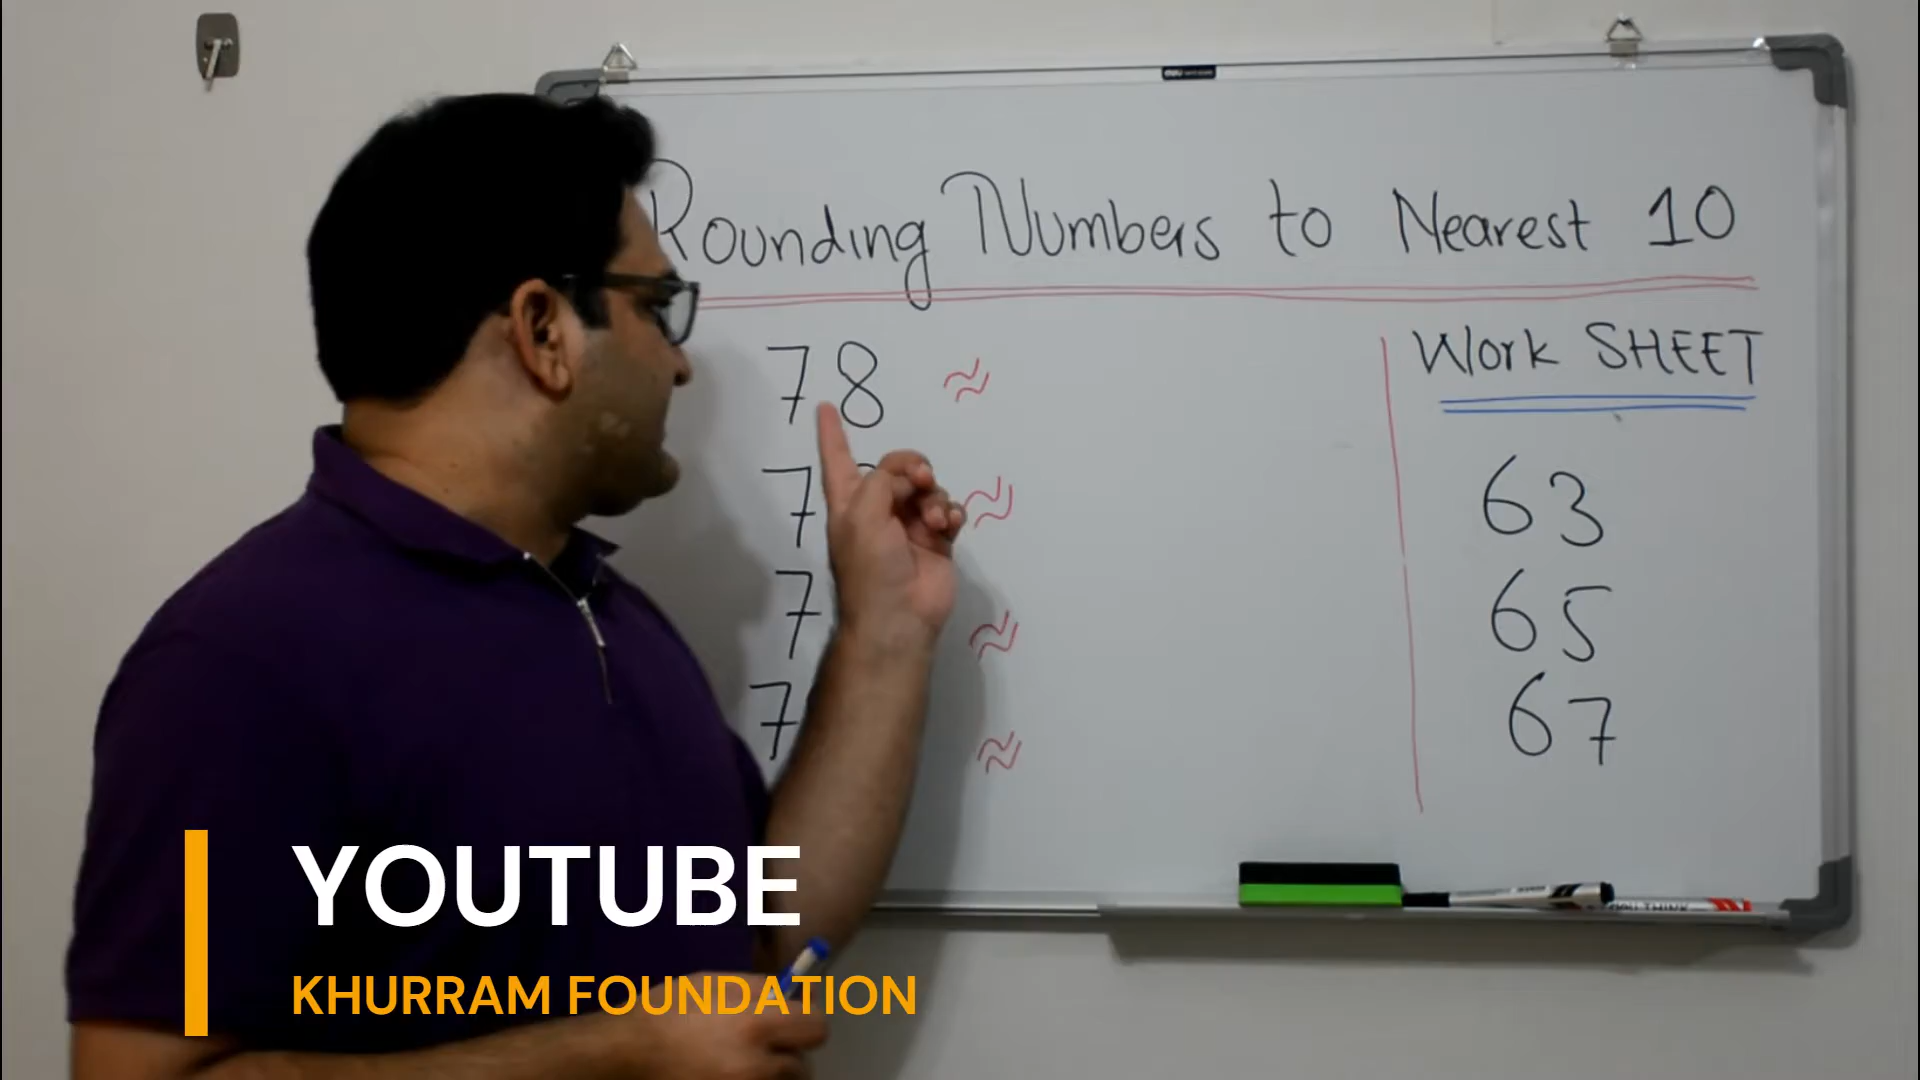 Rounding Numbers to Nearest 10
78 ≈
Work SHEET
7 ≈
63
7 ≈
65
7 ≈
67
YOUTUBE
KHURRAM FOUNDATION